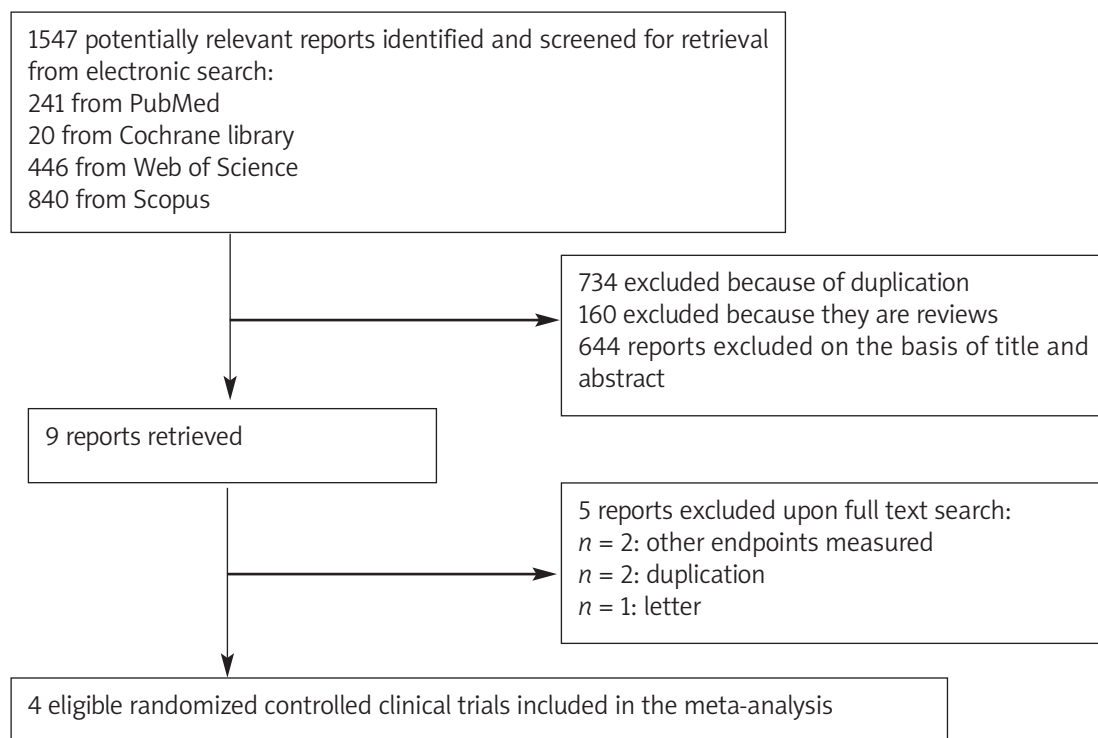 1547 potentially relevant reports identified and screened for retrieval
from electronic search:
241 from PubMed
20 from Cochrane library
446 from Web of Science
840 from Scopus
734 excluded because of duplication
160 excluded because they are reviews
644 reports excluded on the basis of title and
abstract
9 reports retrieved
5 reports excluded upon full text search:
n = 2: other endpoints measured
n = 2: duplication
n = 1: letter
4 eligible randomized controlled clinical trials included in the meta-analysis